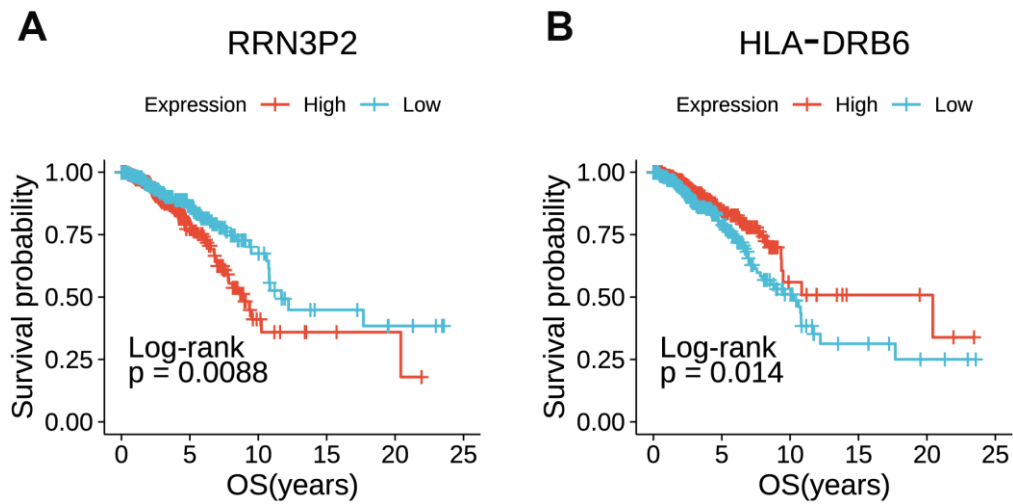 A
RRN3P2
Expression High Low
Survival probability
1.00
0.75
0.50
0.25
0.00
Log-rank
p = 0.0088
0 5 10 15 20 25
OS(years)
B
HLA-DRB6
Expression High Low
Survival probability
1.00
0.75
0.50
0.25
0.00
Log-rank
p = 0.014
0 5 10 15 20 25
OS(years)